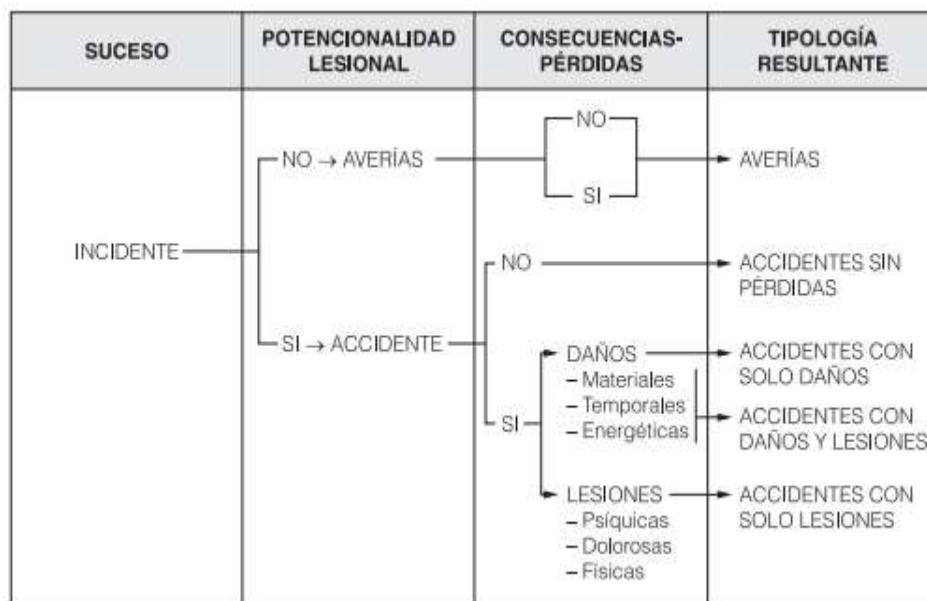 SUCESO
POTENCIONALIDAD
LESIONAL
CONSECUENCIAS-
PÉRDIDAS
TIPOLOGÍA
RESULTANTE
INCIDENTE
NO → AVERÍAS
NO
SI
AVERÍAS
SI → ACCIDENTE
NO
ACCIDENTES SIN
PÉRDIDAS
SI
DAÑOS
– Materiales
– Temporales
– Energéticas
ACCIDENTES CON
SOLO DAÑOS
ACCIDENTES CON
DAÑOS Y LESIONES
LESIONES
– Psíquicas
– Dolorosas
– Físicas
ACCIDENTES CON
SOLO LESIONES